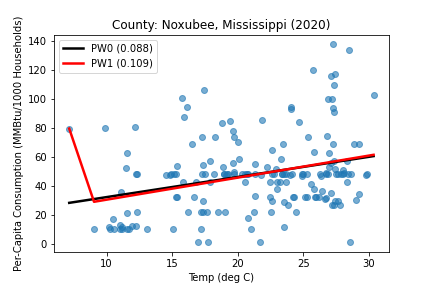 County: Noxubee, Mississippi (2020)
PW0 (0.088)
PW1 (0.109)
Per-Capita Consumption (MMBtu/1000 Households)
140
120
100
80
60
40
20
0
10
15
20
25
30
Temp (deg C)